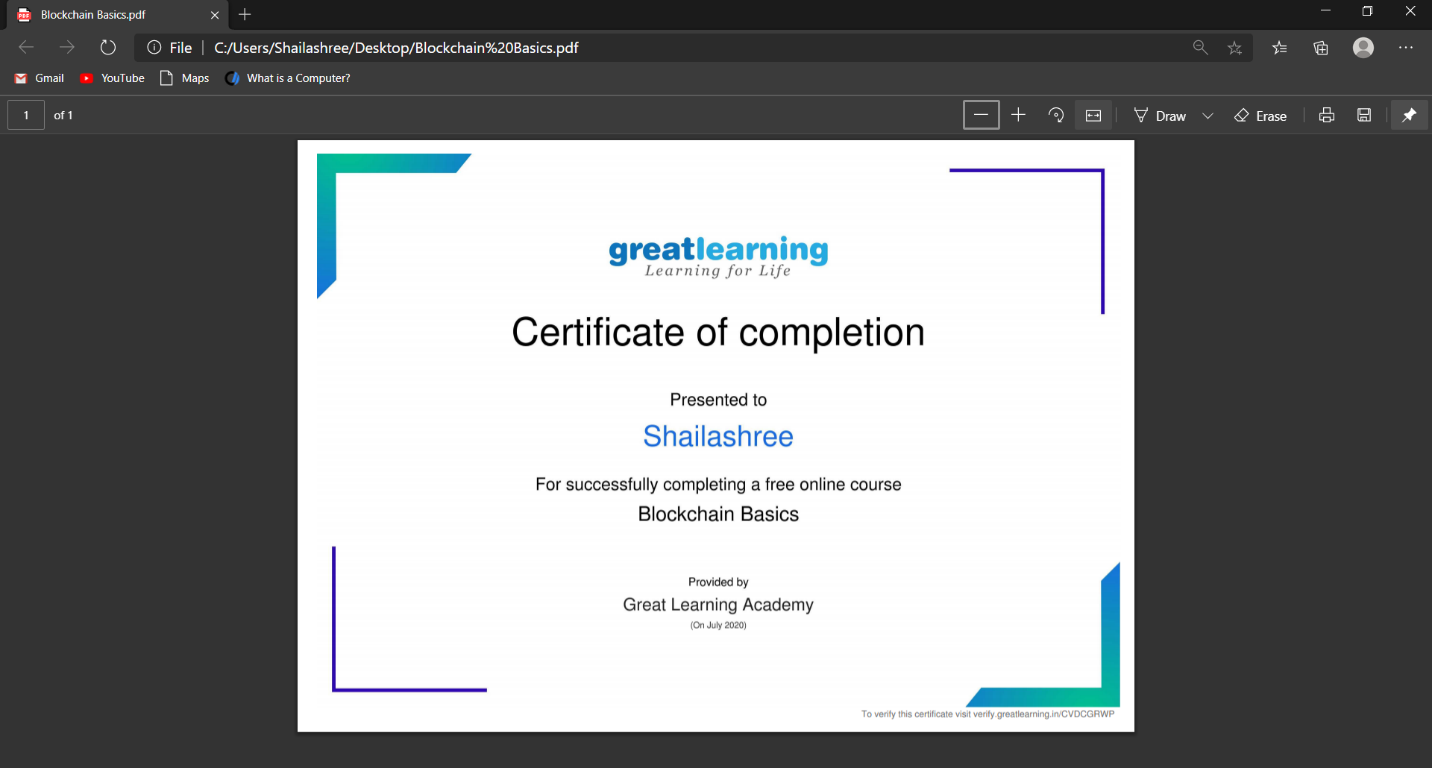 Blockchain Basics.pdf
File | C:/Users/Shailashree/Desktop/Blockchain%20Basics.pdf
Gmail YouTube Maps What is a Computer?
1 of 1 Draw Erase
greatlearning
Learning for Life
Certificate of completion
Presented to
Shailashree
For successfully completing a free online course
Blockchain Basics
Provided by
Great Learning Academy
(On July 2020)
To verify this certificate visit verify.greatlearning.in/CVDCGRWP